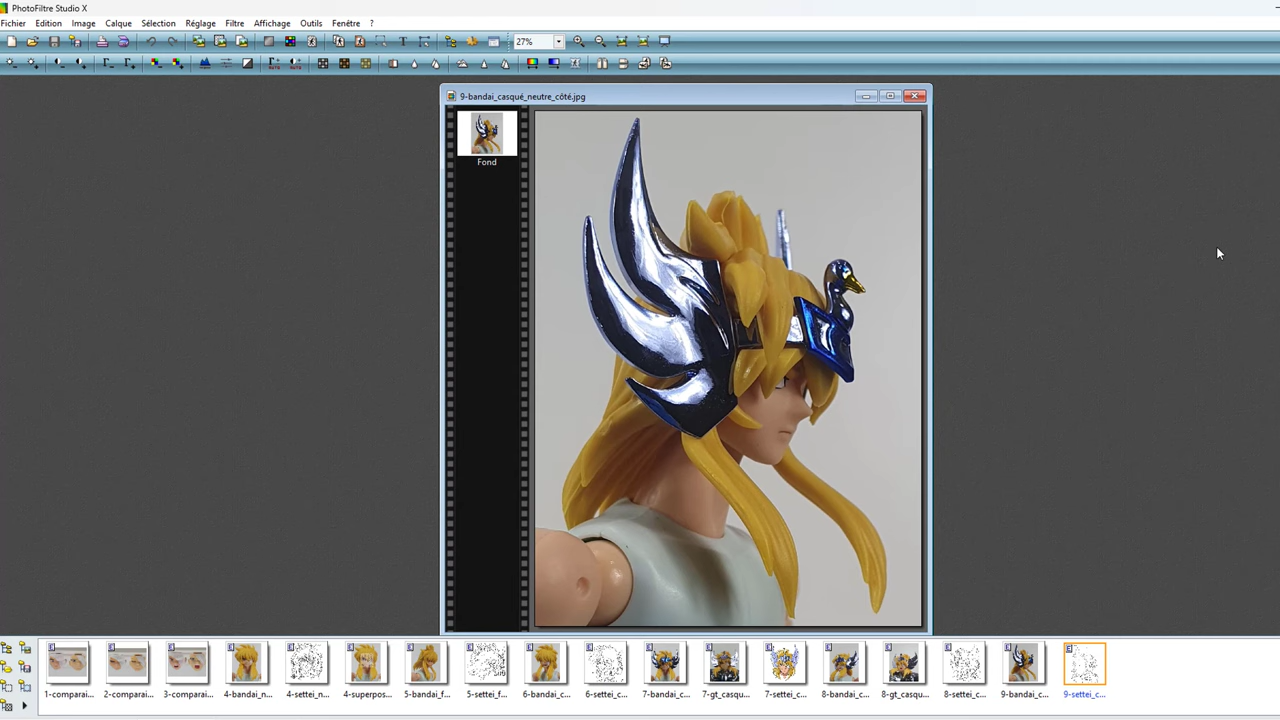 PhotoFiltre Studio X
Fichier Edition Image Calque Sélection Réglage Filtre Affichage Outils Fenêtre ?
27%
9-bandai_casqué_neutre_côté.jpg
Fond
1-comparai... 2-comparai... 3-comparai... 4-bandai_n... 4-settei_n... 4-superpos... 5-bandai_f... 5-settei_f... 6-bandai_c... 6-settei_c... 7-bandai_c... 7-gt_casqu... 7-settei_c... 8-bandai_c... 8-gt_casqu... 8-settei_c... 9-bandai_c... 9-settei_c...